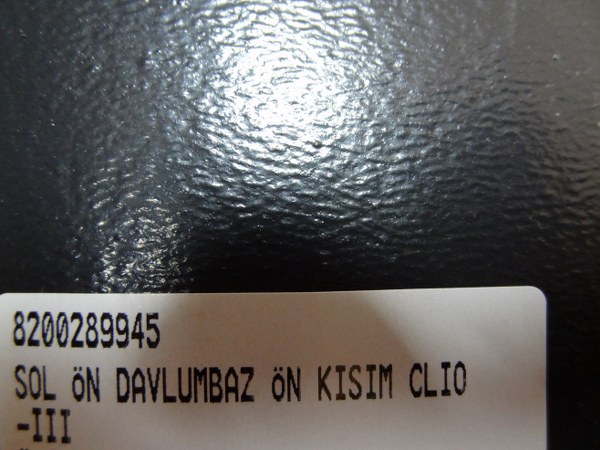 8200289945
SOL öN DAVLUMBAZ öN KISIM CLIO
-III